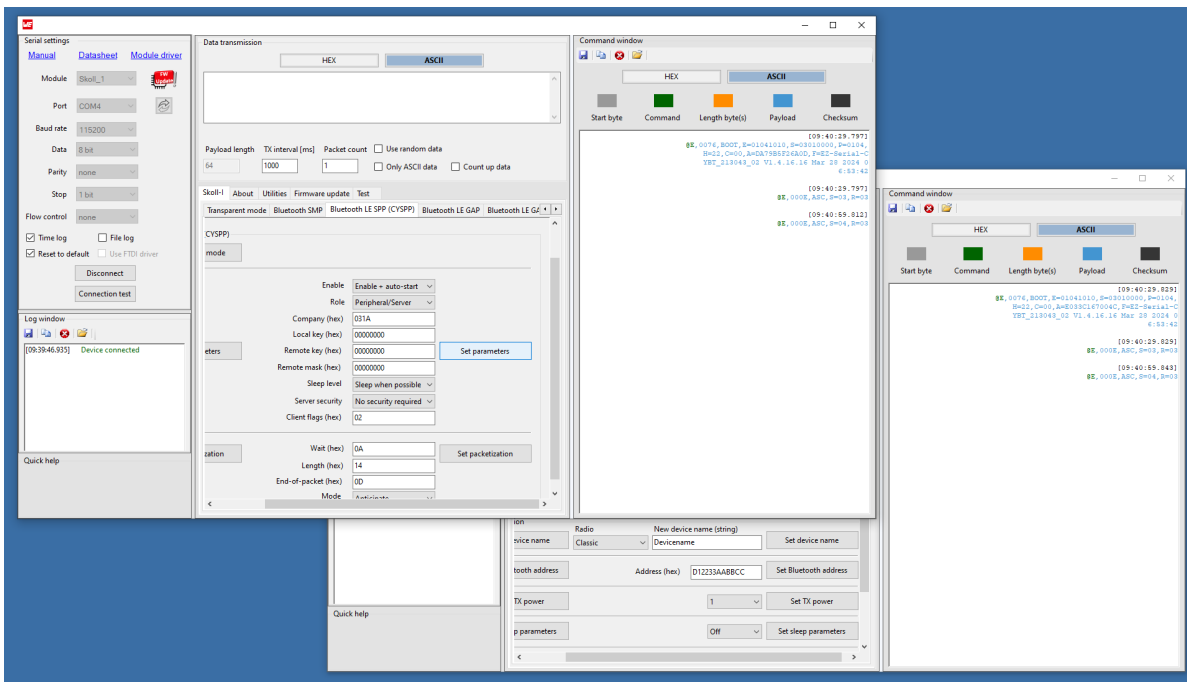 WE
Serial settings
Manual Datasheet Module driver
Module Skoll_1 FW Update
Port COM4
Baud rate 115200
Data 8 bit
Parity none
Stop 1 bit
Flow control none
Time log File log
Reset to default Use FTDI driver
Disconnect
Connection test
Log window
[09:39:46.935] Device connected
Quick help
Data transmission
HEX ASCII
Payload length TX interval [ms] Packet count Use random data
64 1000 1 Only ASCII data Count up data
Skoll-I About Utilities Firmware update Test
Transparent mode Bluetooth SMP Bluetooth LE SPP (CYSPP) Bluetooth LE GAP Bluetooth LE GA
CYSPP)
mode
Enable Enable + auto-start
Role Peripheral/Server
Company (hex) 031A
Local key (hex) 00000000
eters Remote key (hex) 00000000 Set parameters
Remote mask (hex) 00000000
Sleep level Sleep when possible
Server security No security required
Client flags (hex) 02
zation Wait (hex) 0A Set packetization
Length (hex) 14
End-of-packet (hex) 0D
Mode Anticipate
Command window
HEX ASCII
Start byte Command Length byte(s) Payload Checksum
[09:40:29.797]
@E,0076,BOOT,E=01041010,S=03010000,P=0104,
H=22,C=00,A=DA79B5F26A0D,F=EZ-Serial-C
YBT_213043_02 V1.4.16.16 Mar 28 2024 0
6:53:42
[09:40:29.797]
@E,000E,ASC,S=03,R=03
[09:40:59.812]
@E,000E,ASC,S=04,R=03
Command window
HEX ASCII
Start byte Command Length byte(s) Payload Checksum
[09:40:29.829]
@E,0076,BOOT,E=01041010,S=03010000,P=0104,
H=22,C=00,A=E033C167004C,F=EZ-Serial-C
YBT_213043_02 V1.4.16.16 Mar 28 2024 0
6:53:42
[09:40:29.829]
@E,000E,ASC,S=03,R=03
[09:40:59.843]
@E,000E,ASC,S=04,R=03
Quick help
ion
Radio New device name (string)
evice name Classic Devicename Set device name
tooth address Address (hex) D12233AABBCC Set Bluetooth address
TX power 1 Set TX power
p parameters Off Set sleep parameters